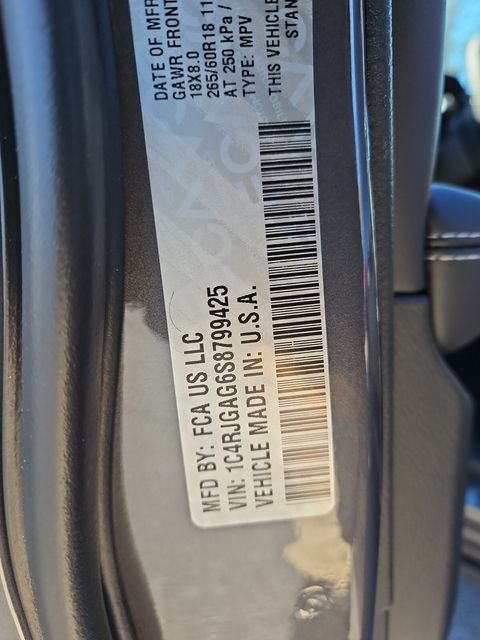 MFD BY: FCA US LLC
VIN: 1C4RJGAG6S8799425
VEHICLE MADE IN: U.S.A.
DATE OF MFR
GAWR FRONT
18X8.0
265/60R18 11
AT 250 kPa /
TYPE: MPV
THIS VEHICLE
STAN